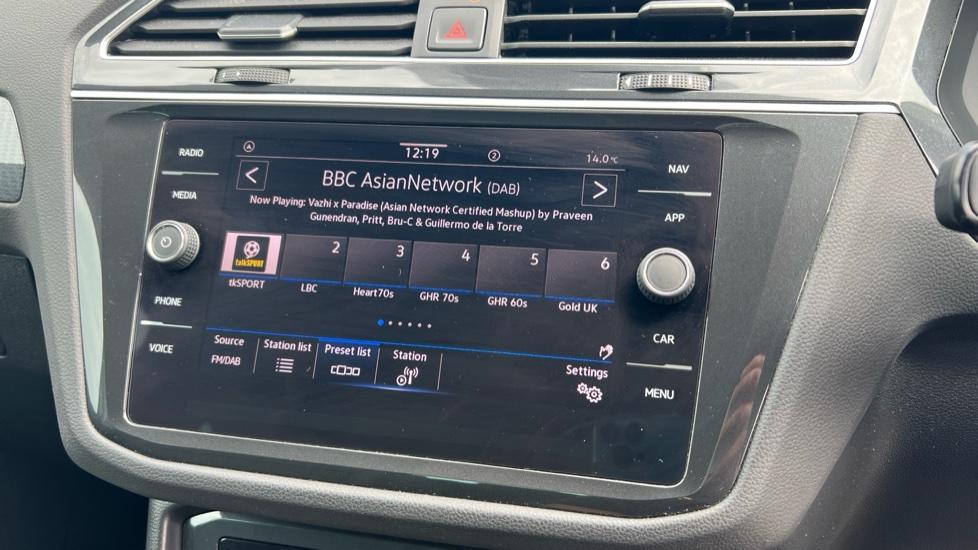 RADIO
MEDIA
PHONE
VOICE
A
12:19
2
14.0°C
<
BBC AsianNetwork (DAB)
>
Now Playing: Vazhi x Paradise (Asian Network Certified Mashup) by Praveen
Gunendran, Pritt, Bru-C & Guillermo de la Torre
talkSPORT
2
3
4
5
6
tkSPORT
LBC
Heart70s
GHR 70s
GHR 60s
Gold UK
Source
FM/DAB
Station list
Preset list
Station
Settings
NAV
APP
CAR
MENU